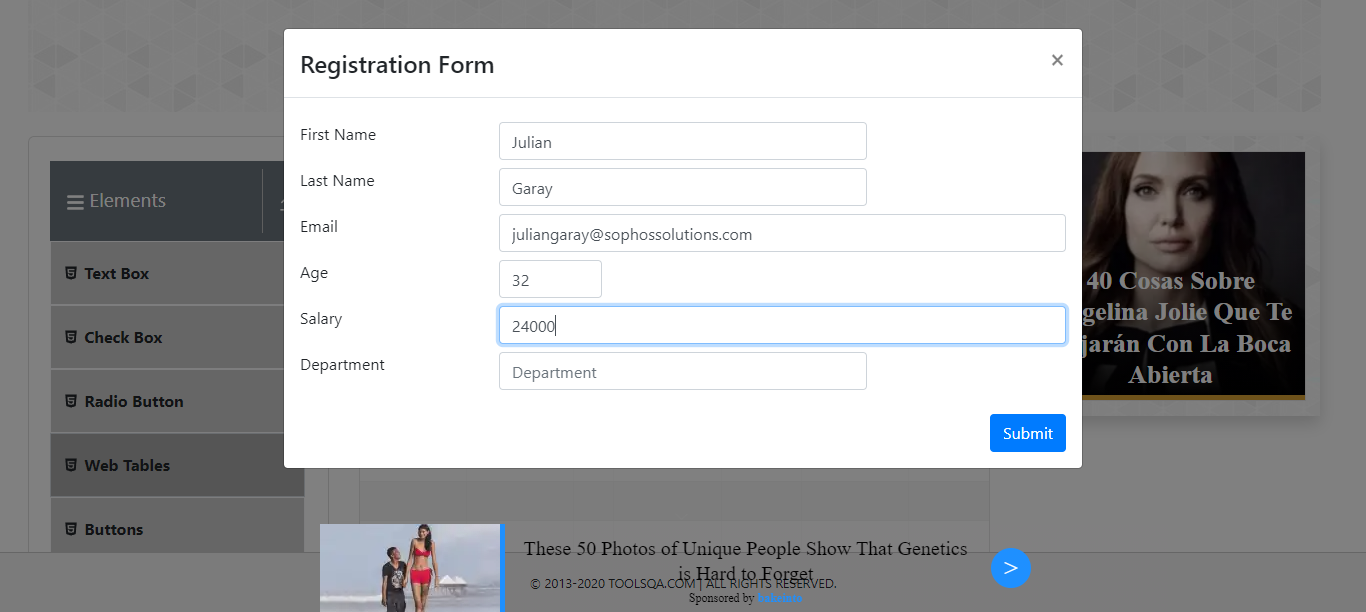 Registration Form
×
First Name
Julian
Last Name
Garay
Email
juliangaray@sophossolutions.com
Age
32
Salary
24000
Department
Department
Submit
Elements
Text Box
Check Box
Radio Button
Web Tables
Buttons
40 Cosas Sobre
gelina Jolie Que Te
jarán Con La Boca
Abierta
These 50 Photos of Unique People Show That Genetics
is Hard to Forget
© 2013-2020 TOOLSQA.COM | ALL RIGHTS RESERVED.
Sponsored by
>